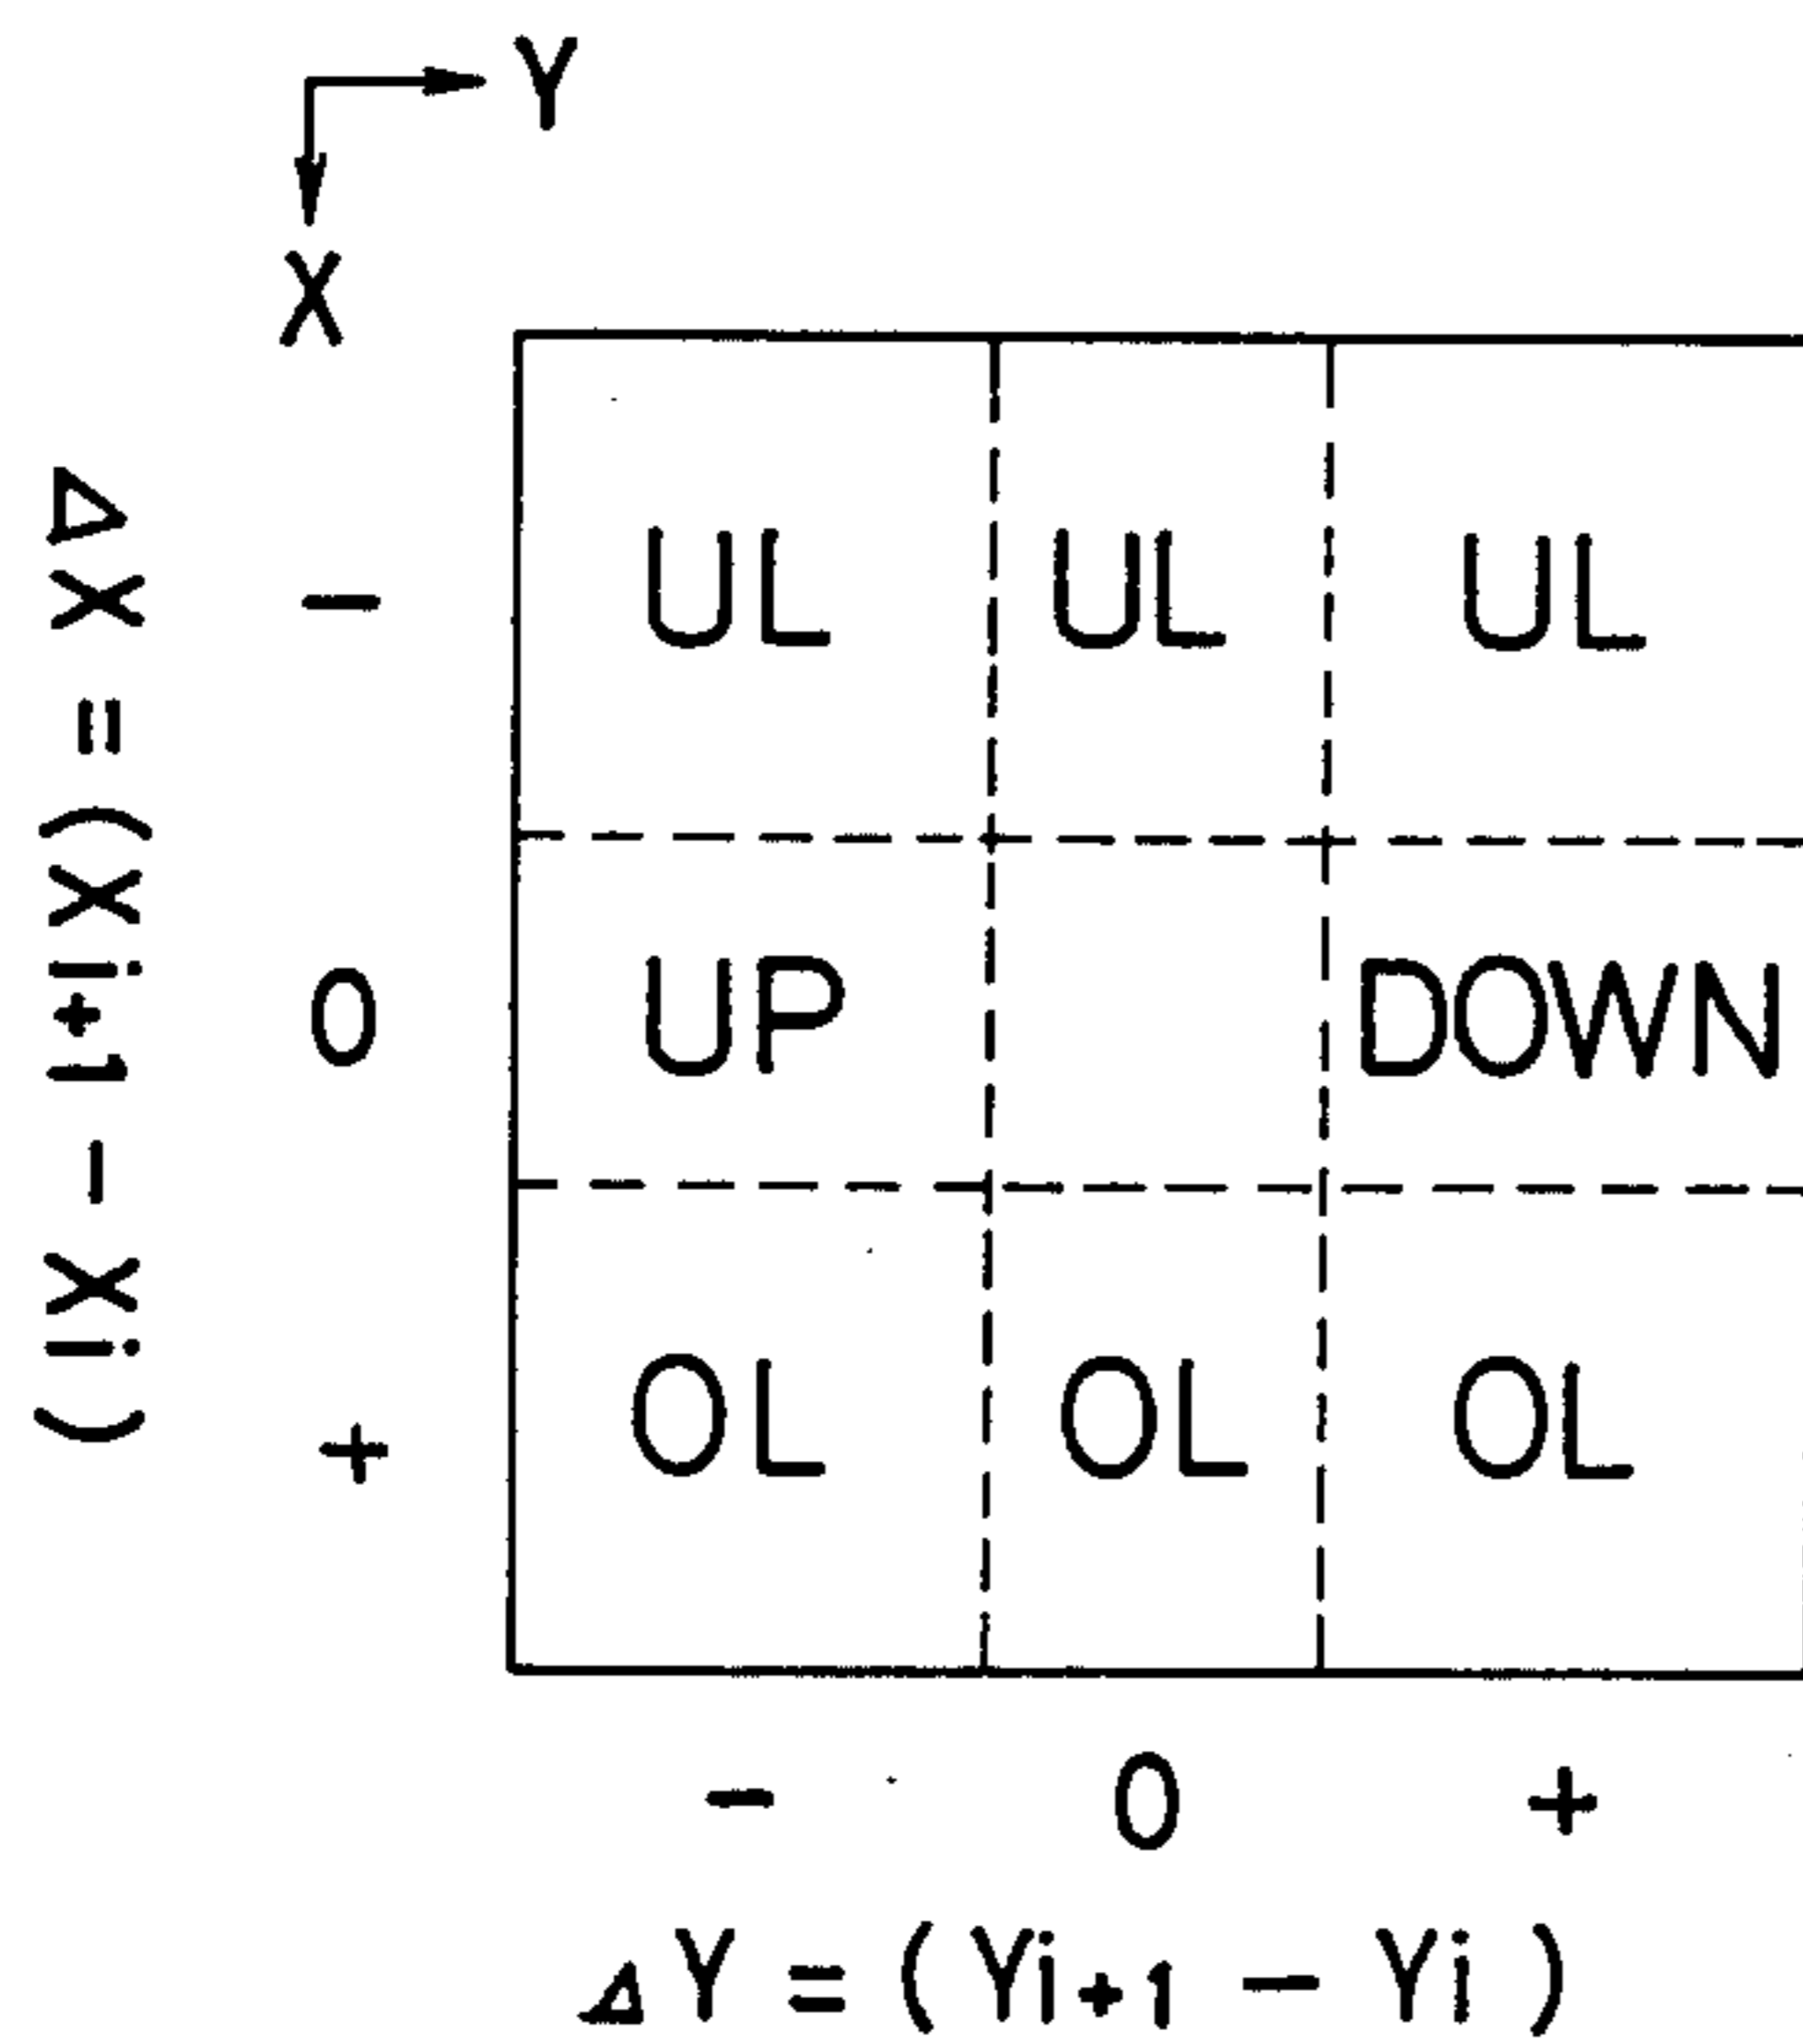 Y
X
ΔX = (Xi+1 − Xi)
− UL UL UL
0 UP DOWN
+ OL OL OL
− 0 +
ΔY = (Yi+1 − Yi)